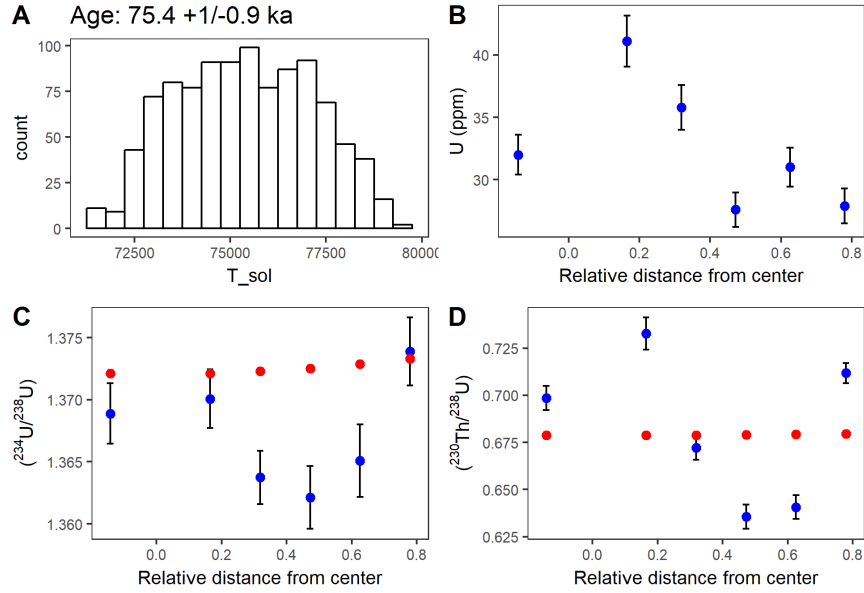 A
Age: 75.4 +1/-0.9 ka
count
100
75
50
25
0
72500 75000 77500 80000
T_sol
B
U (ppm)
40
35
30
0.0 0.2 0.4 0.6 0.8
Relative distance from center
C
(²³⁴U/²³⁸U)
1.375
1.370
1.365
1.360
0.0 0.2 0.4 0.6 0.8
Relative distance from center
D
(²³⁰Th/²³⁸U)
0.725
0.700
0.675
0.650
0.625
0.0 0.2 0.4 0.6 0.8
Relative distance from center